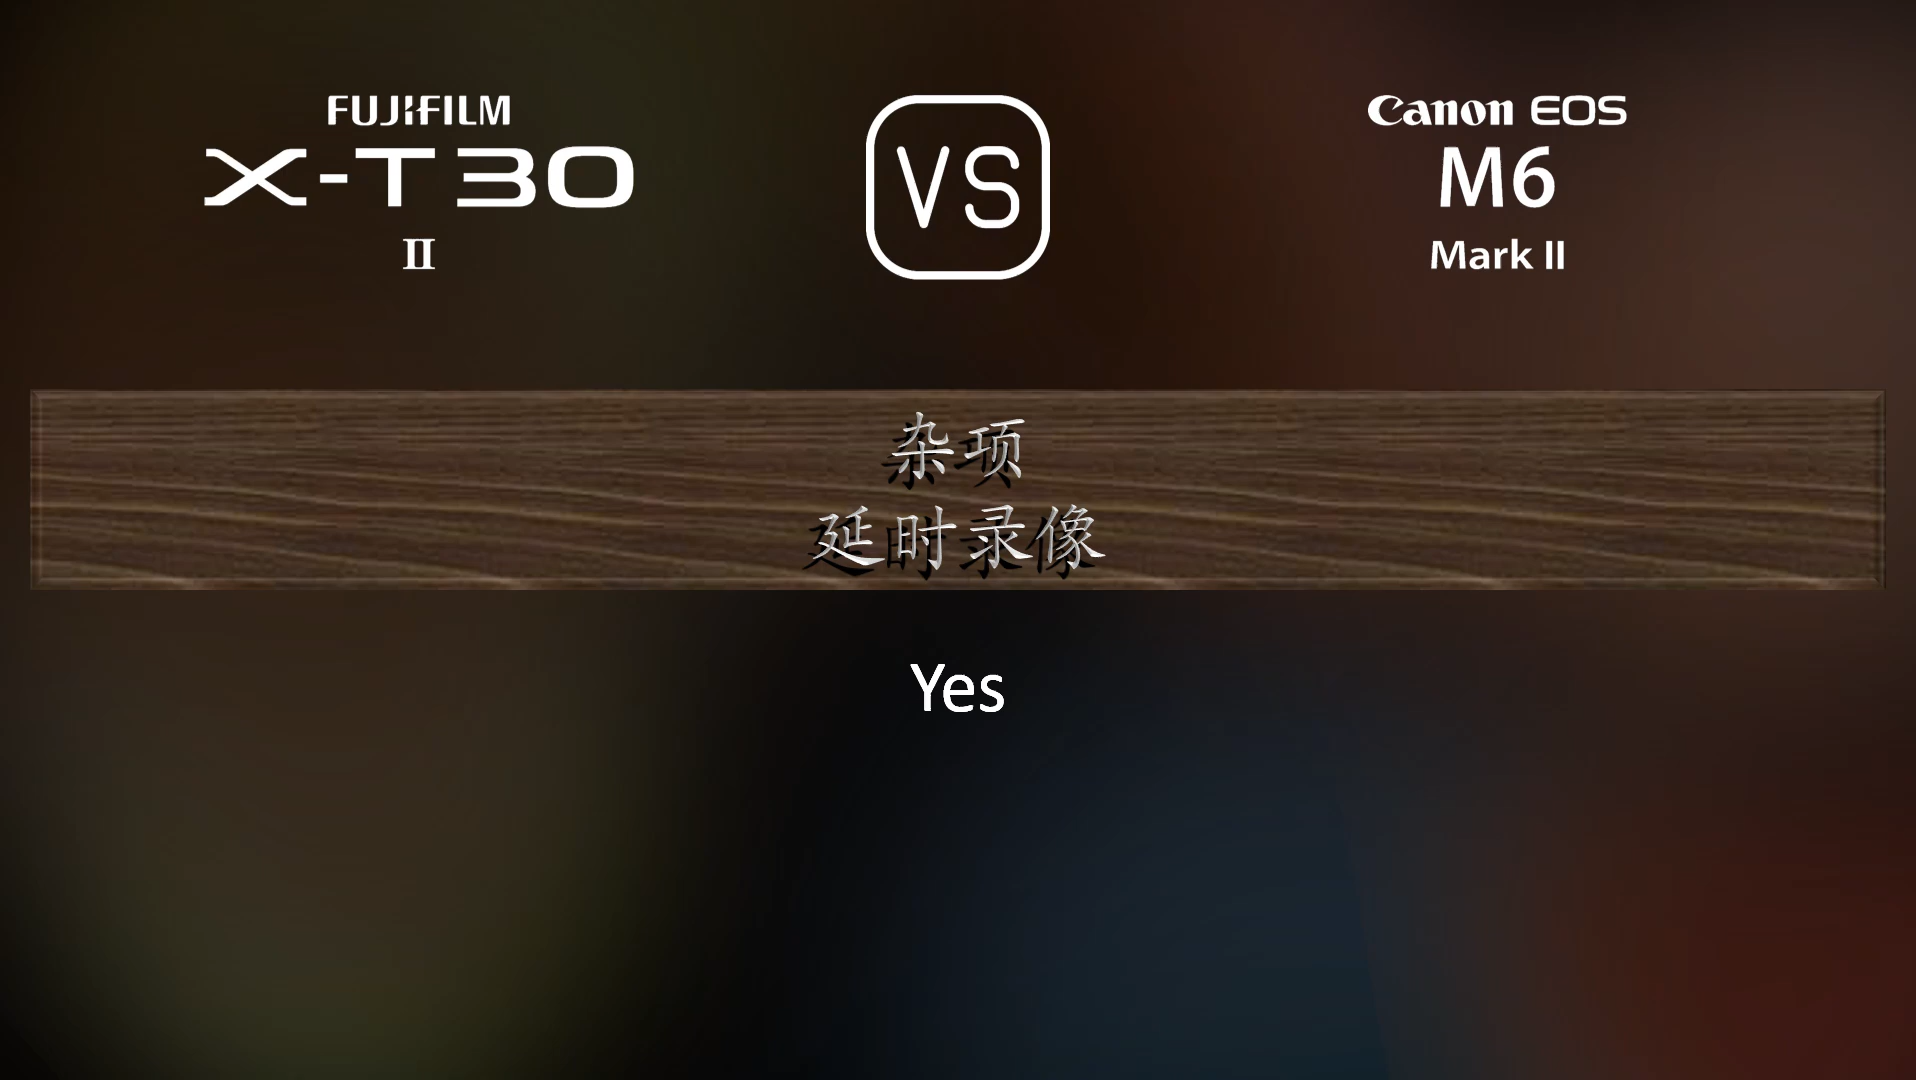 FUJIFILM
X-T30
II
VS
Canon EOS
M6
Mark II
杂项
延时录像
Yes